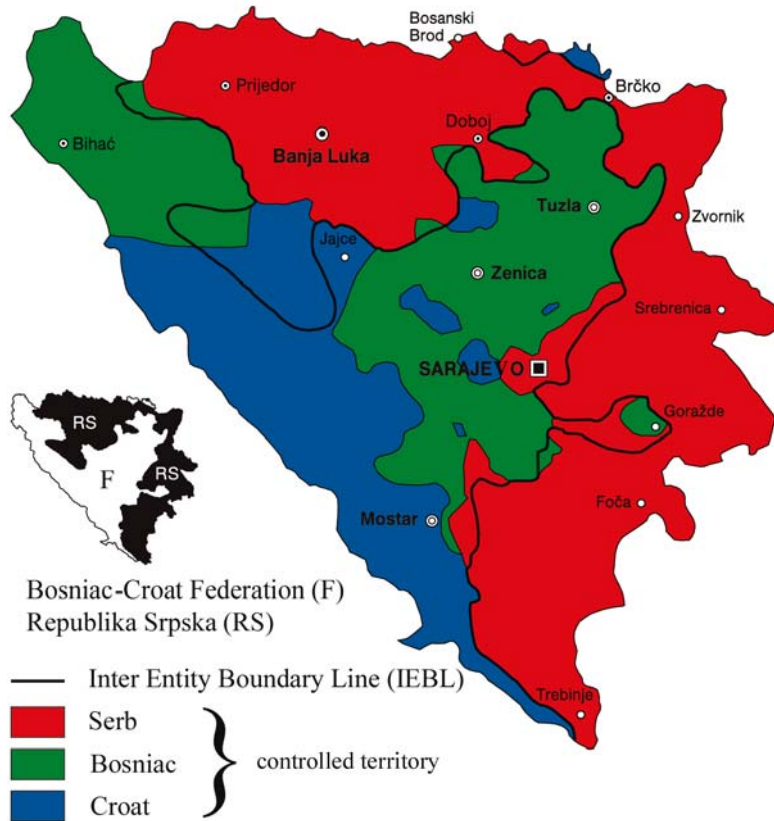 Bosanski
Brod
Prijedor
Brčko
Doboj
Bihać
Banja Luka
Tuzla
Zvornik
Jajce
Zenica
Srebrenica
SARAJEVO
Goražde
RS
RS
F
Foča
Mostar
Bosniac-Croat Federation (F)
Republika Srpska (RS)
Inter Entity Boundary Line (IEBL)
Trebinje
Serb
Bosniac
controlled territory
Croat